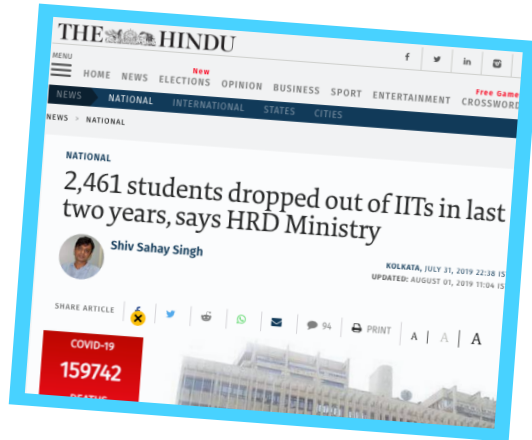 THE HINDU
MENU
HOME NEWS New ELECTIONS OPINION BUSINESS SPORT ENTERTAINMENT Free Game CROSSWORD
NEWS NATIONAL INTERNATIONAL STATES CITIES
NEWS > NATIONAL
NATIONAL
2,461 students dropped out of IITs in last
two years, says HRD Ministry
Shiv Sahay Singh
KOLKATA, JULY 31, 2019 22:38 IS
UPDATED: AUGUST 01, 2019 11:04 IS
SHARE ARTICLE 94 PRINT A | A | A
COVID-19
159742
DEATHS